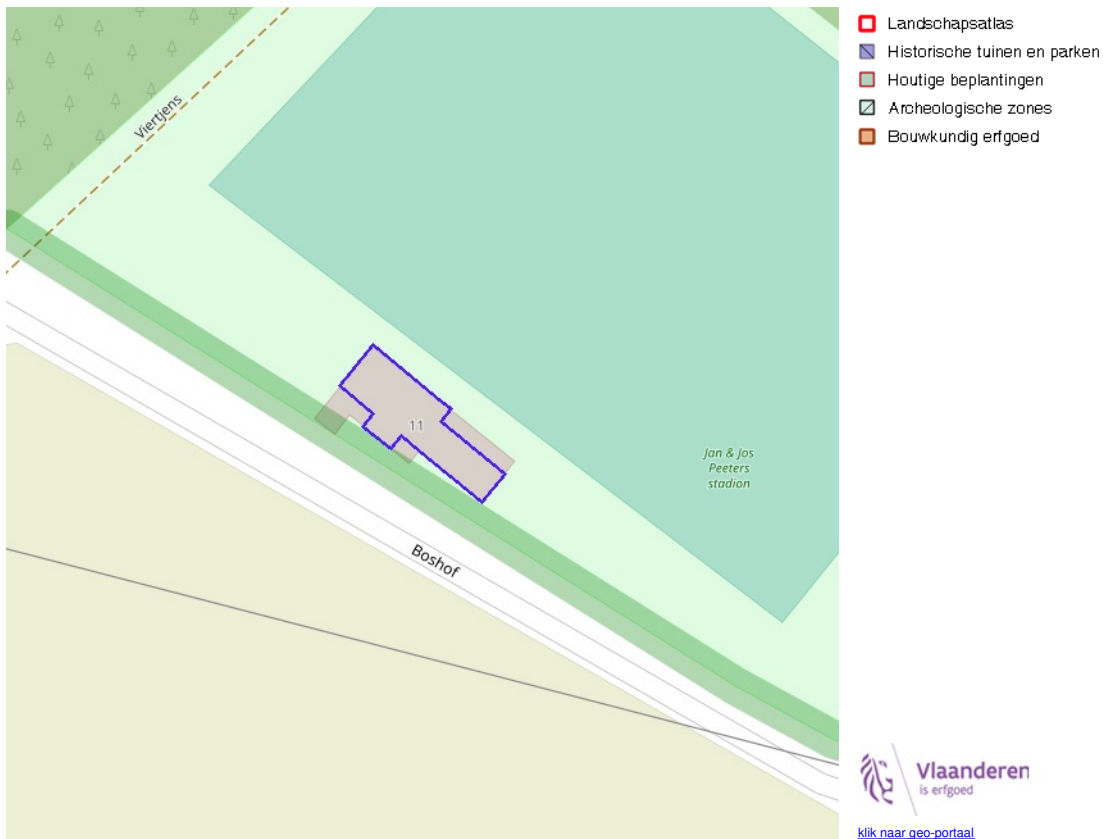 Viertjens
11
Jan & Jos
Peeters
stadion
Boshof
Landschapsatlas
Historische tuinen en parken
Houtige beplantingen
Archeologische zones
Bouwkundig erfgoed
Vlaanderen
is erfgoed
klik naar geo-portaal